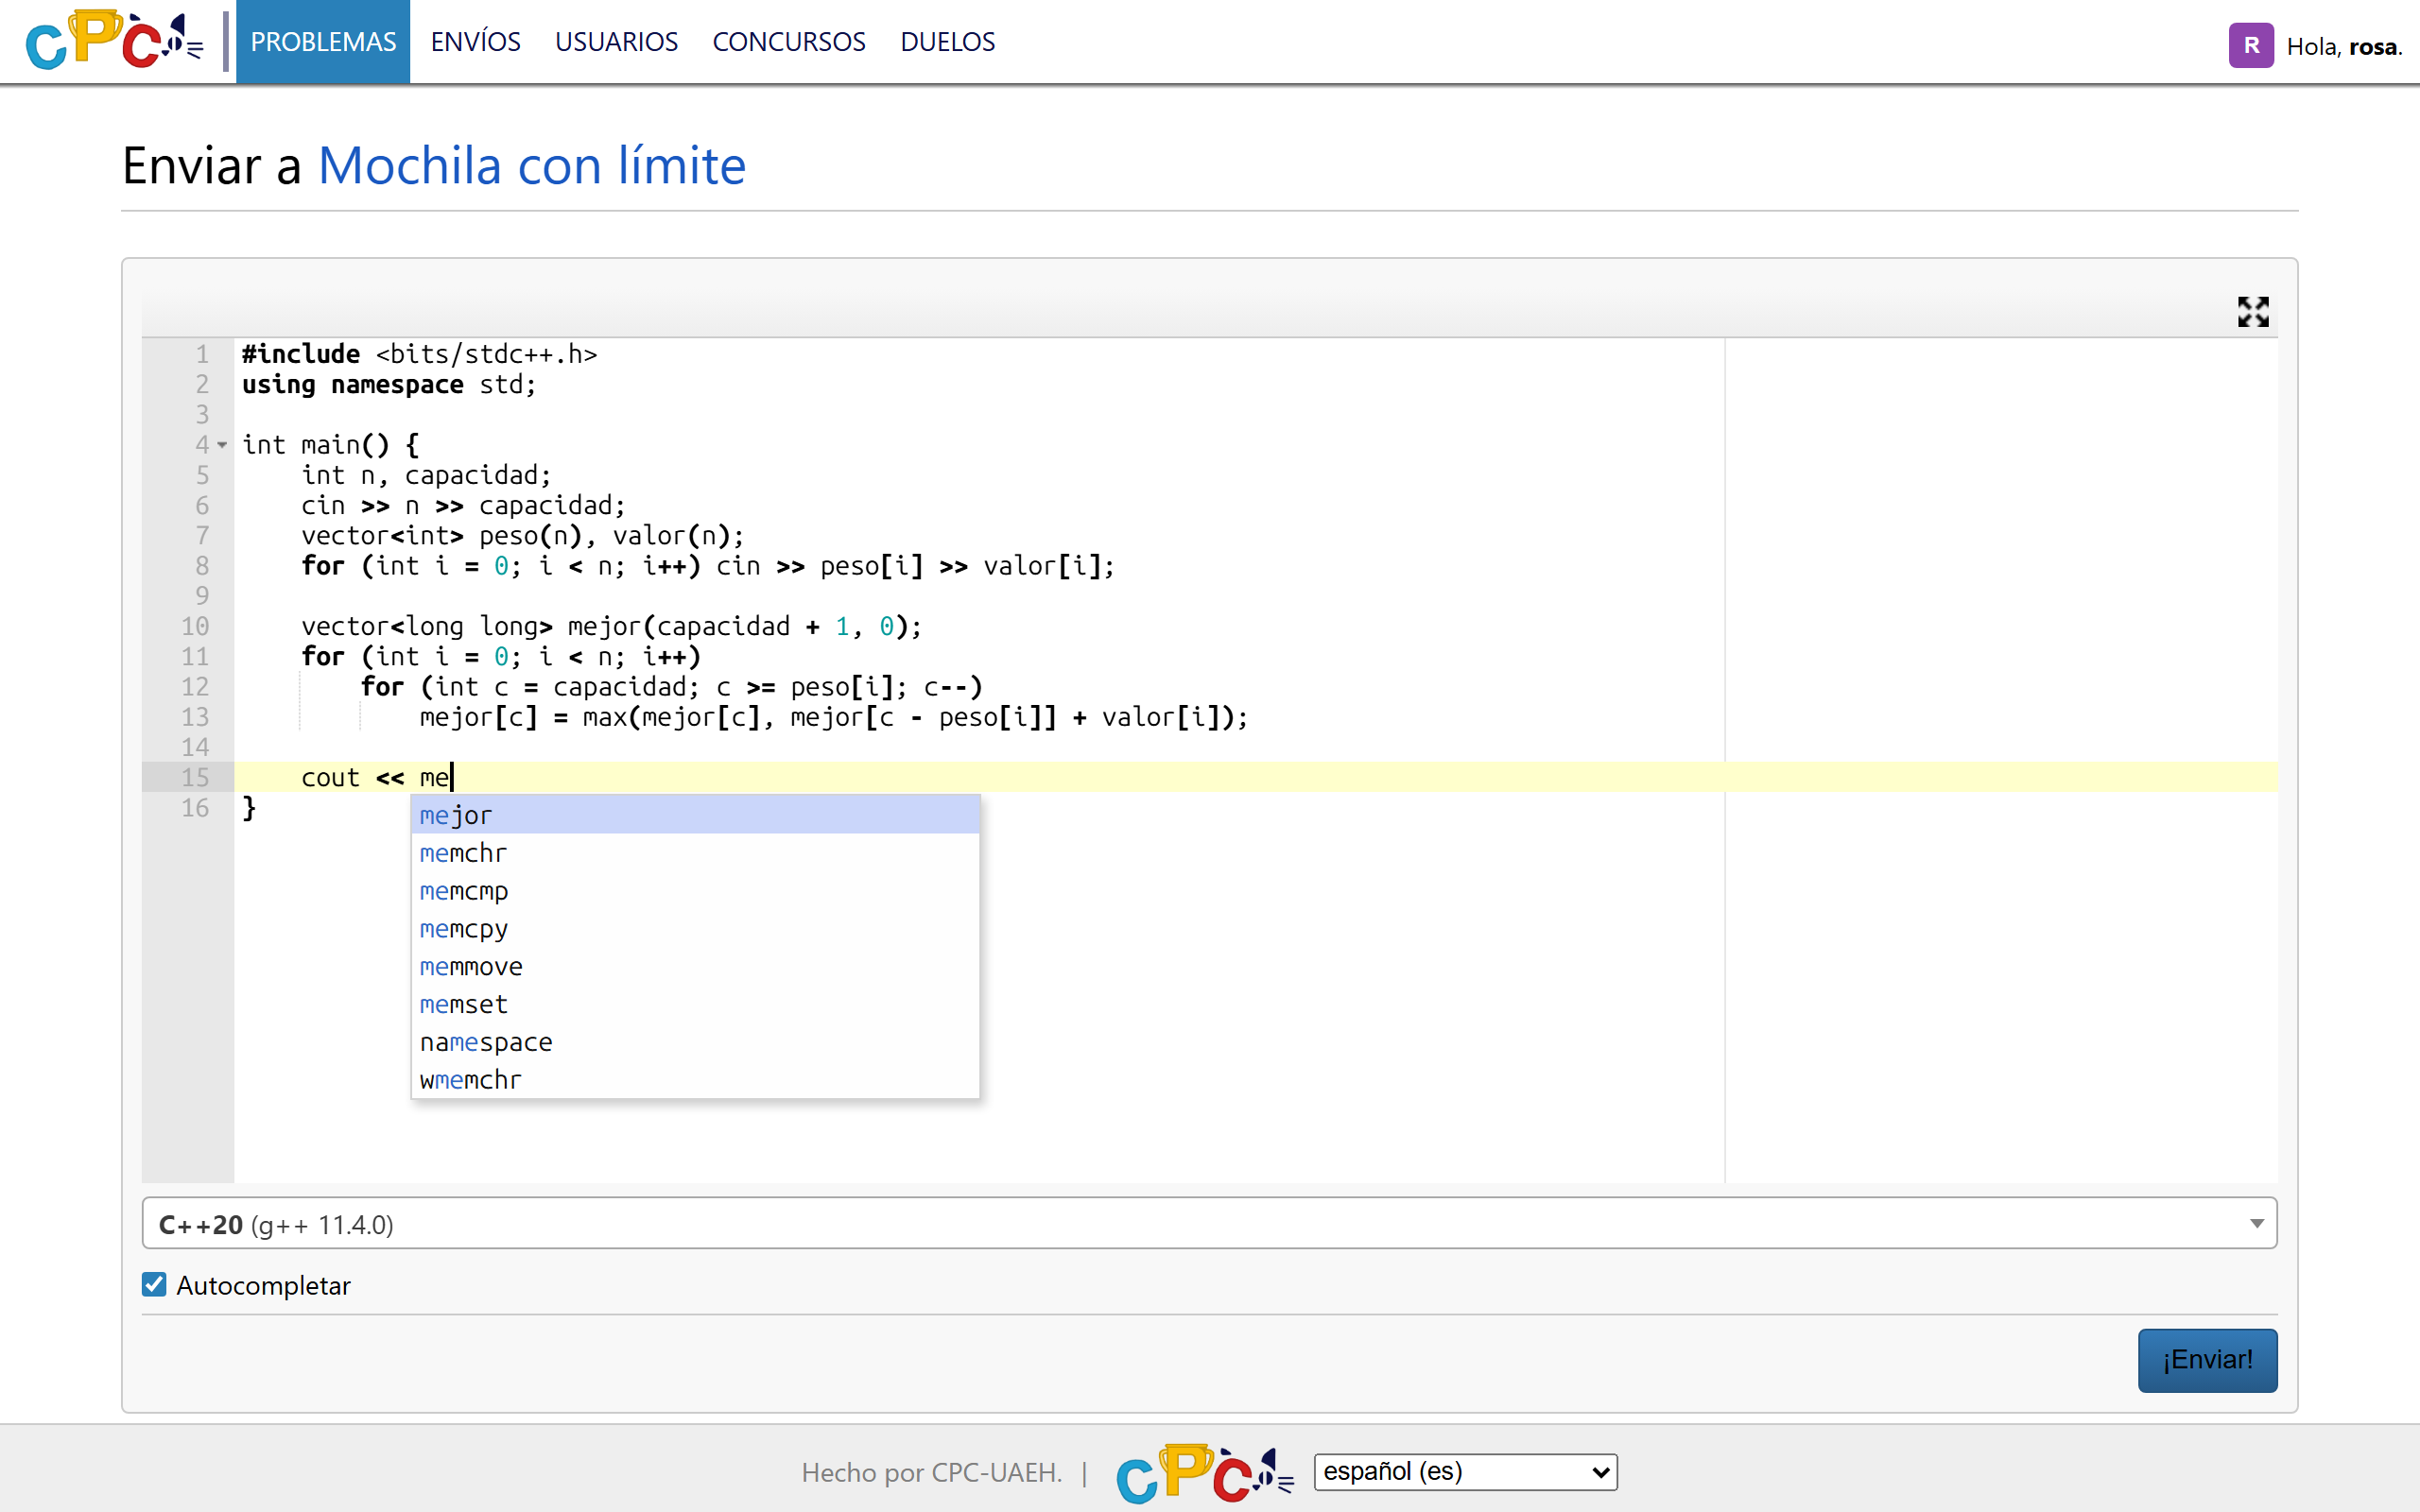 CPC
PROBLEMAS ENVÍOS USUARIOS CONCURSOS DUELOS
R Hola, rosa.
Enviar a Mochila con límite
1 #include <bits/stdc++.h>
2 using namespace std;
3
4 int main() {
5     int n, capacidad;
6     cin >> n >> capacidad;
7     vector<int> peso(n), valor(n);
8     for (int i = 0; i < n; i++) cin >> peso[i] >> valor[i];
9
10     vector<long long> mejor(capacidad + 1, 0);
11     for (int i = 0; i < n; i++)
12         for (int c = capacidad; c >= peso[i]; c--)
13             mejor[c] = max(mejor[c], mejor[c - peso[i]] + valor[i]);
14
15     cout << me
16 }
mejor
memchr
memcmp
memcpy
memmove
memset
namespace
wmemchr
C++20 (g++ 11.4.0)
Autocompletar
¡Enviar!
Hecho por CPC-UAEH. | CPC español (es)